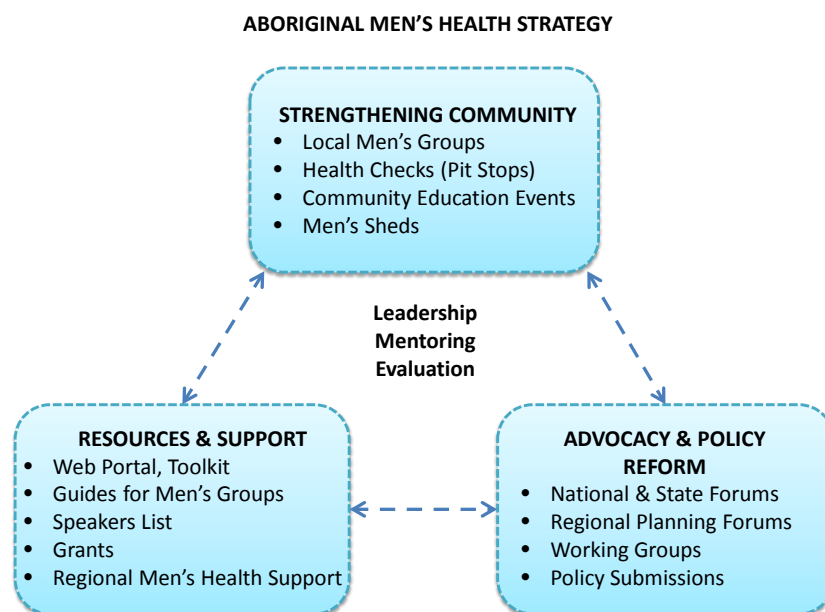 ABORIGINAL MEN'S HEALTH STRATEGY
STRENGTHENING COMMUNITY
• Local Men's Groups
• Health Checks (Pit Stops)
• Community Education Events
• Men's Sheds
Leadership
Mentoring
Evaluation
RESOURCES & SUPPORT
• Web Portal, Toolkit
• Guides for Men's Groups
• Speakers List
• Grants
• Regional Men's Health Support
ADVOCACY & POLICY
REFORM
• National & State Forums
• Regional Planning Forums
• Working Groups
• Policy Submissions